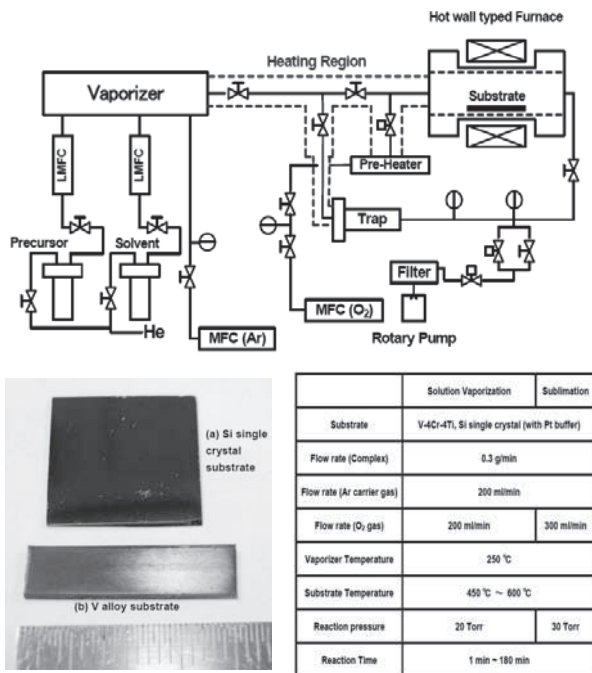 Hot wall typed Furnace
Heating Region
Vaporizer
Substrate
LMFC
LMFC
Pre-Heater
Trap
Precursor
Solvent
Filter
He
MFC (Ar)
MFC (O₂)
Rotary Pump
(a) Si single
crystal
substrate
(b) V alloy substrate
Solution Vaporization Sublimation
Substrate V-4Cr-4Ti, Si single crystal (with Pt buffer)
Flow rate (Complex) 0.3 g/min
Flow rate (Ar carrier gas) 200 ml/min
Flow rate (O₂ gas) 200 ml/min 300 ml/min
Vaporizer Temperature 250 ℃
Substrate Temperature 450 ℃ ~ 600 ℃
Reaction pressure 20 Torr 30 Torr
Reaction Time 1 min ~ 180 min